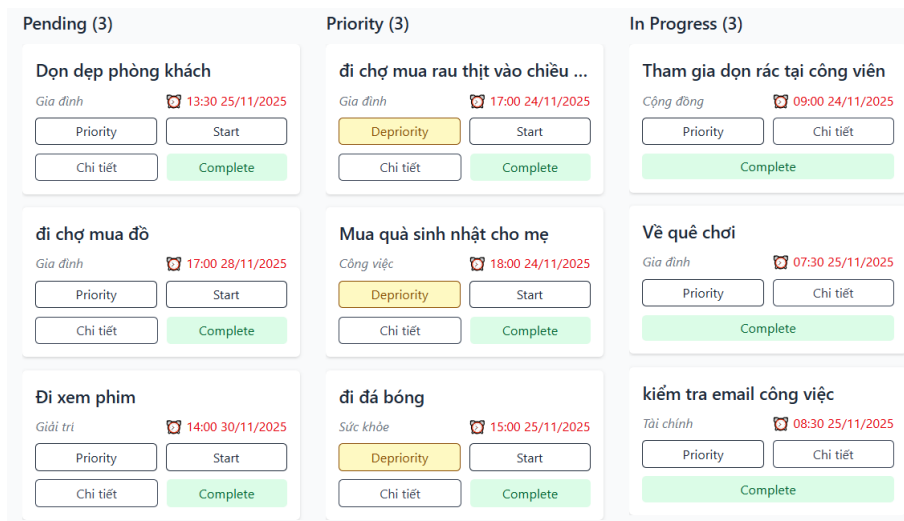 Pending (3)
Dọn dẹp phòng khách
Gia đình
13:30 25/11/2025
Priority
Start
Chi tiết
Complete
đi chợ mua đồ
Gia đình
17:00 28/11/2025
Priority
Start
Chi tiết
Complete
Đi xem phim
Giải trí
14:00 30/11/2025
Priority
Start
Chi tiết
Complete
Priority (3)
đi chợ mua rau thịt vào chiều ...
Gia đình
17:00 24/11/2025
Depriority
Start
Chi tiết
Complete
Mua quà sinh nhật cho mẹ
Công việc
18:00 24/11/2025
Depriority
Start
Chi tiết
Complete
đi đá bóng
Sức khỏe
15:00 25/11/2025
Depriority
Start
Chi tiết
Complete
In Progress (3)
Tham gia dọn rác tại công viên
Cộng đồng
09:00 24/11/2025
Priority
Chi tiết
Complete
Về quê chơi
Gia đình
07:30 25/11/2025
Priority
Chi tiết
Complete
kiểm tra email công việc
Tài chính
08:30 25/11/2025
Priority
Chi tiết
Complete